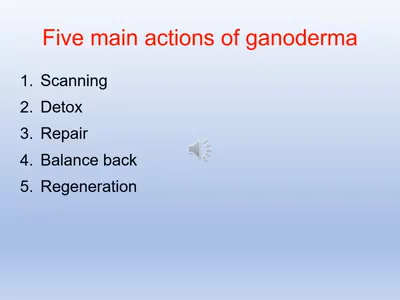 Five main actions of ganoderma
1. Scanning
2. Detox
3. Repair
4. Balance back
5. Regeneration